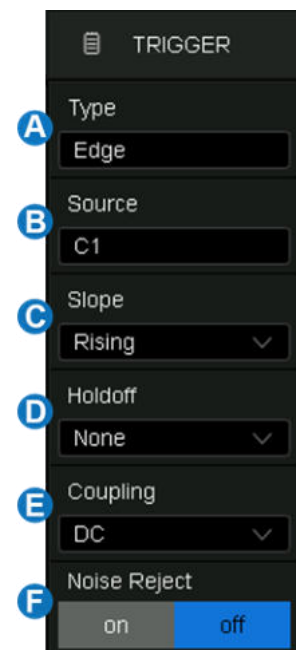 TRIGGER
A
Type
Edge
B
Source
C1
C
Slope
Rising
D
Holdoff
None
E
Coupling
DC
F
Noise Reject
on off